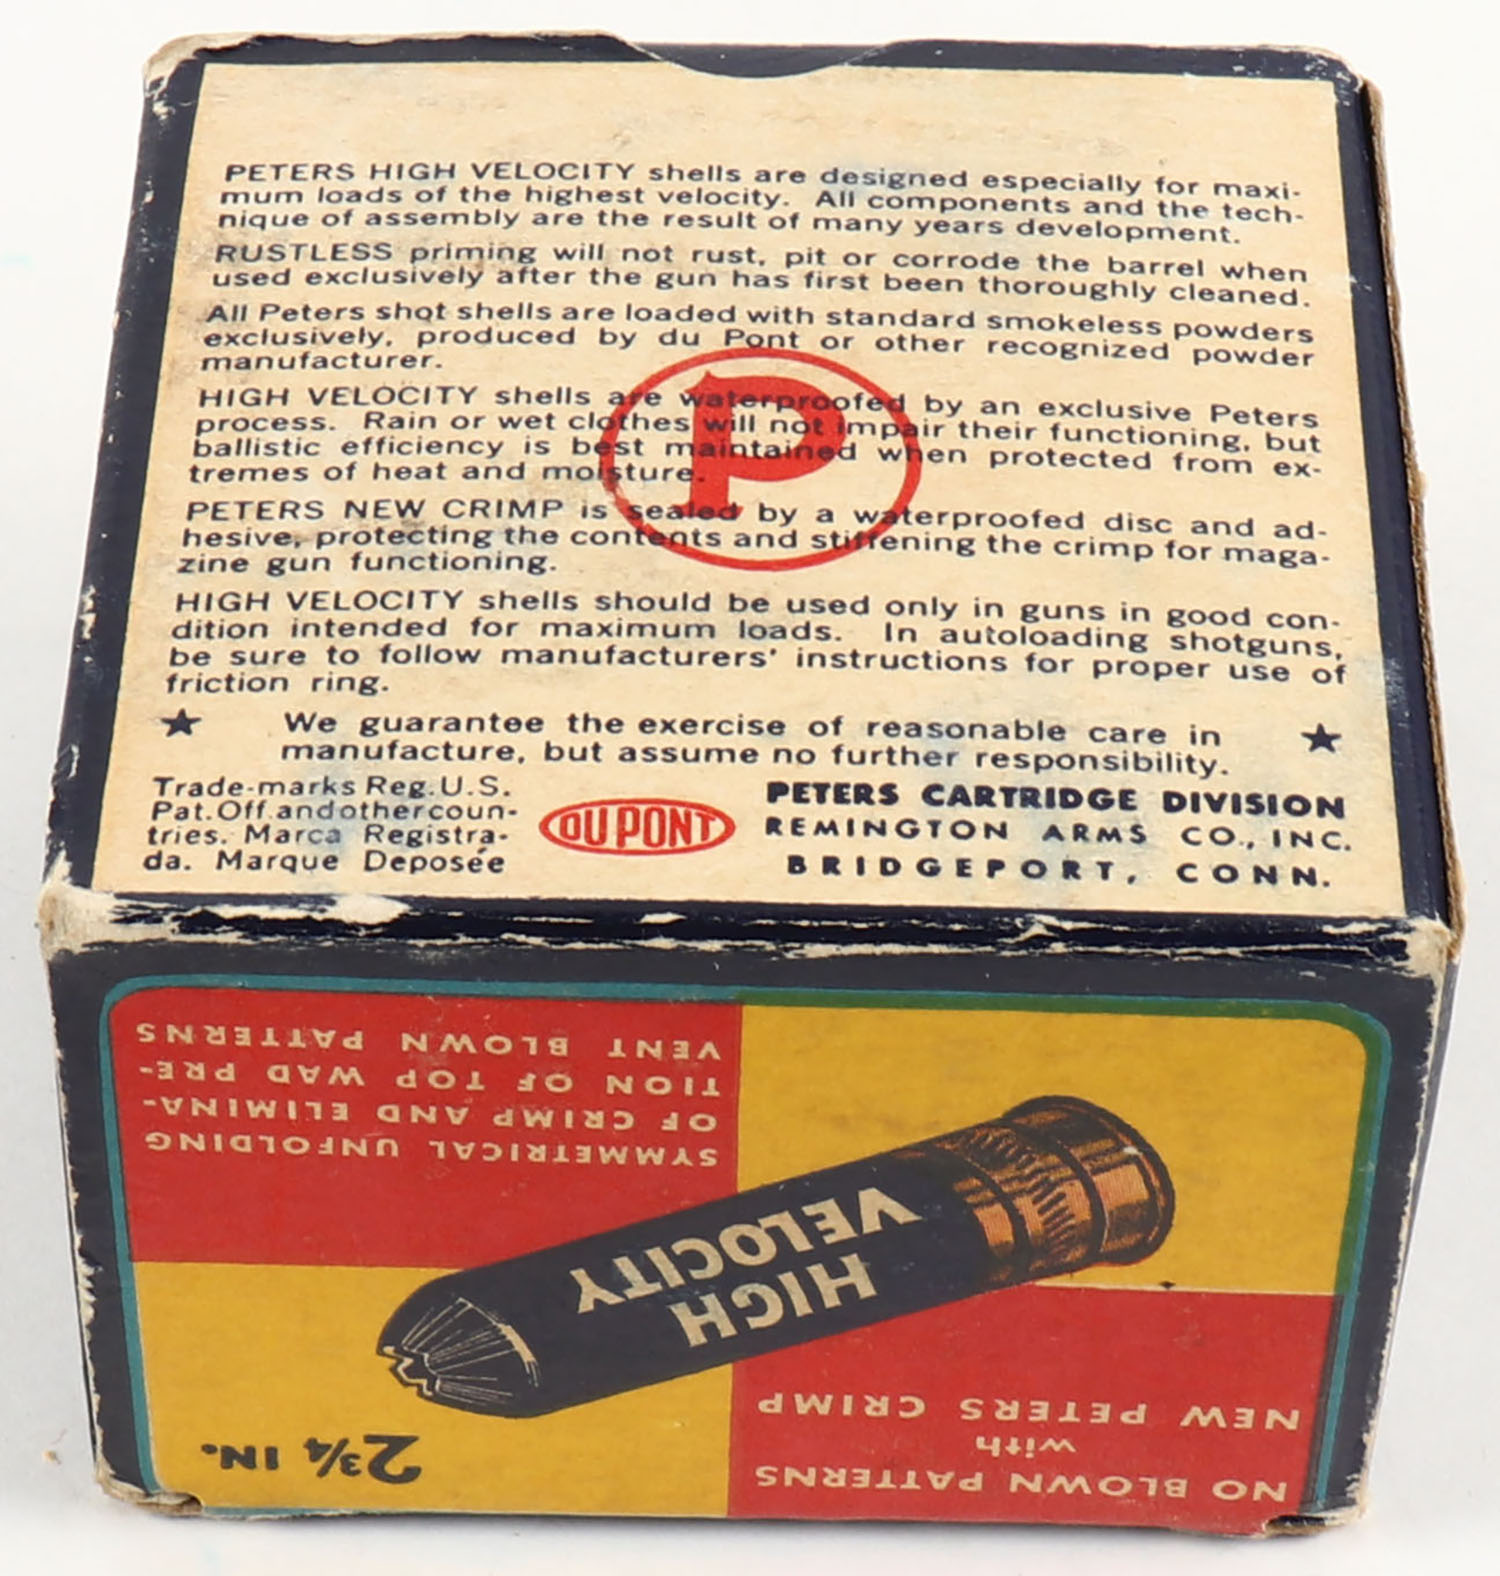 PETERS HIGH VELOCITY shells are designed especially for maxi-
mum loads of the highest velocity. All components and the tech-
nique of assembly are the result of many years development.
RUSTLESS priming will not rust, pit or corrode the barrel when
used exclusively after the gun has first been thoroughly cleaned.
All Peters shot shells are loaded with standard smokeless powders
exclusively, produced by du Pont or other recognized powder
manufacturer.
HIGH VELOCITY shells are waterproofed by an exclusive Peters
process. Rain or wet clothes will not impair their functioning, but
ballistic efficiency is best maintained when protected from ex-
tremes of heat and moisture.
P
PETERS NEW CRIMP is sealed by a waterproofed disc and ad-
hesive, protecting the contents and stiffening the crimp for maga-
zine gun functioning.
HIGH VELOCITY shells should be used only in guns in good con-
dition intended for maximum loads. In autoloading shotguns,
be sure to follow manufacturers' instructions for proper use of
friction ring.
★ We guarantee the exercise of reasonable care in ★
manufacture, but assume no further responsibility.
Trade-marks Reg. U.S.
Pat. Off. and other coun-
tries. Marca Registra-
da. Marque Deposée
DU PONT
PETERS CARTRIDGE DIVISION
REMINGTON ARMS CO., INC.
BRIDGEPORT, CONN.
NO BLOWN PATTERNS
with
NEW PETERS CRIMP
2¾ IN.
HIGH
VELOCITY
SYMMETRICAL UNFOLDING
OF CRIMP AND ELIMINA-
TION OF TOP WAD PRE-
VENT BLOWN PATTERNS